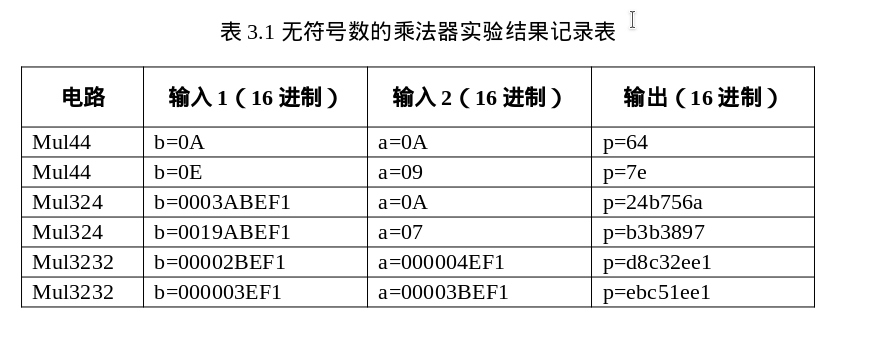 表 3.1 无符号数的乘法器实验结果记录表
电路 输入 1（16 进制） 输入 2（16 进制） 输出（16 进制）
Mul44 b=0A a=0A p=64
Mul44 b=0E a=09 p=7e
Mul324 b=0003ABEF1 a=0A p=24b756a
Mul324 b=0019ABEF1 a=07 p=b3b3897
Mul3232 b=00002BEF1 a=000004EF1 p=d8c32ee1
Mul3232 b=000003EF1 a=00003BEF1 p=ebc51ee1